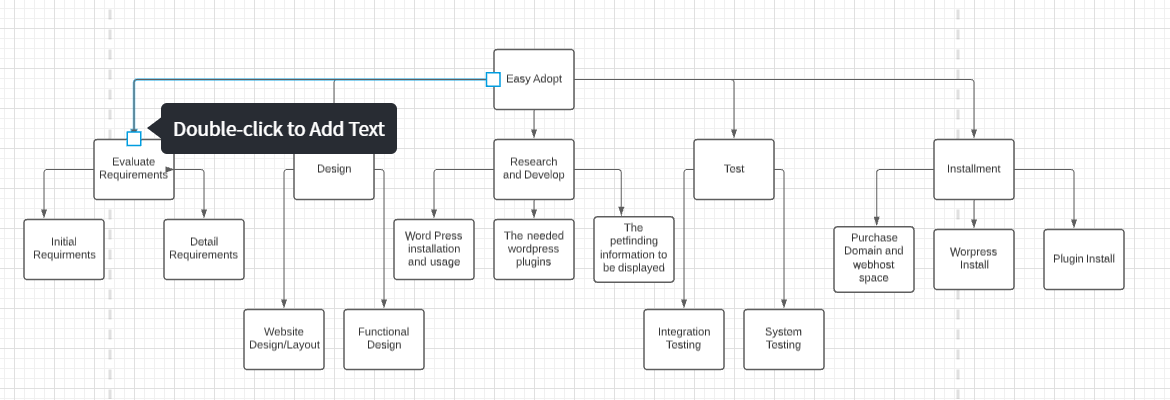 Easy Adopt
Double-click to Add Text
Evaluate
Requirements
Design
Research
and Develop
Test
Installment
Initial
Requirments
Detail
Requirements
Word Press
installation
and usage
The needed
wordpress
plugins
The
petfinding
information to
be displayed
Purchase
Domain and
webhost
space
Worpress
Install
Plugin Install
Website
Design/Layout
Functional
Design
Integration
Testing
System
Testing